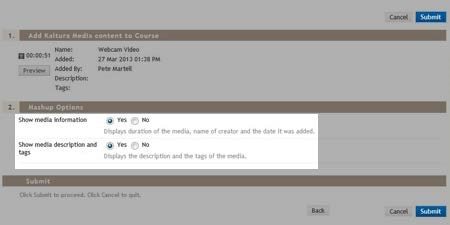 Cancel Submit
1. Add Kaltura Media content to Course
00:00:51
Preview
Name: Webcam Video
Added: 27 Mar 2013 01:38 PM
Added By: Pete Martell
Description:
Tags:
2. Mashup Options
Show media information Yes No
Displays duration of the media, name of creator and the date it was added.
Show media description and tags Yes No
Displays the description and the tags of the media.
Submit
Click Submit to proceed. Click Cancel to quit.
Back Cancel Submit